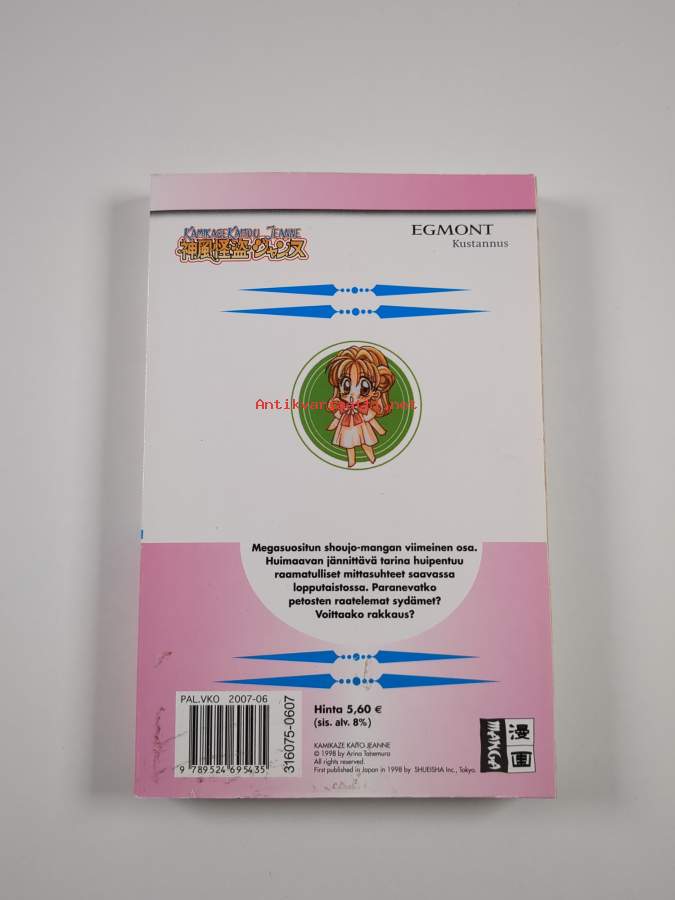 KAMIKAZE KAITOU JEANNE
神風怪盗ジャンヌ
EGMONT
Kustannus
Antikvariaatti.net
Megasuositun shoujo-mangan viimeinen osa.
Huimaavan jännittävä tarina huipentuu
raamatulliset mittasuhteet saavassa
lopputaistossa. Paranevatko
petosten raatelemat sydämet?
Voittaako rakkaus?
PAL.VKO 2007-06
9 789524 695435
316075-0607
Hinta 5,60 €
(sis. alv. 8%)
KAMIKAZE KAITO JEANNE
© 1998 by Arina Tatsemura
All rights reserved.
First published in Japan in 1998 by SHUEISHA Inc., Tokyo.
MANGA
漫画